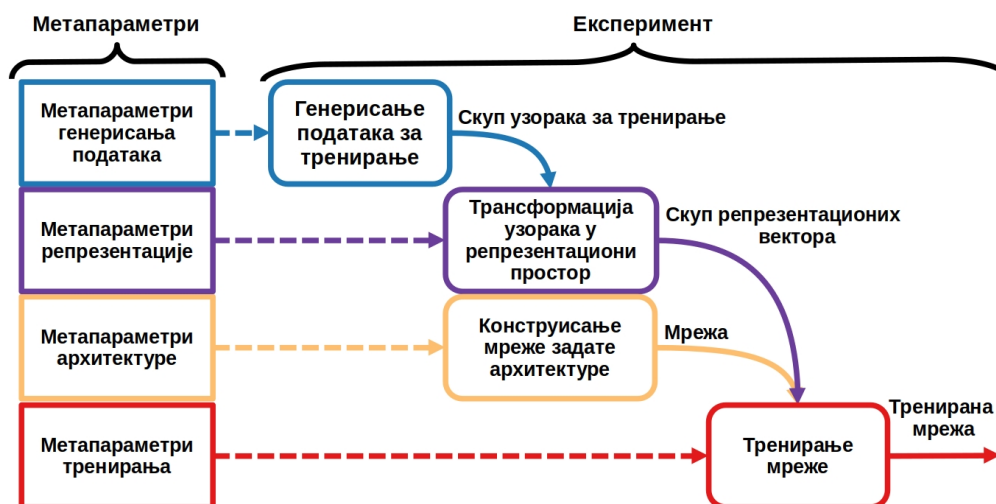 Метапараметри
Експеримент
Метапараметри
генерисања
података
Генерисање
података за
тренирање
Скуп узорака за тренирање
Метапараметри
репрезентације
Трансформација
узорака у
репрезентациони
простор
Скуп репрезентационих
вектора
Метапараметри
архитектуре
Конструисање
мреже задате
архитектуре
Мрежа
Метапараметри
тренирања
Тренирање
мреже
Тренирана
мрежа